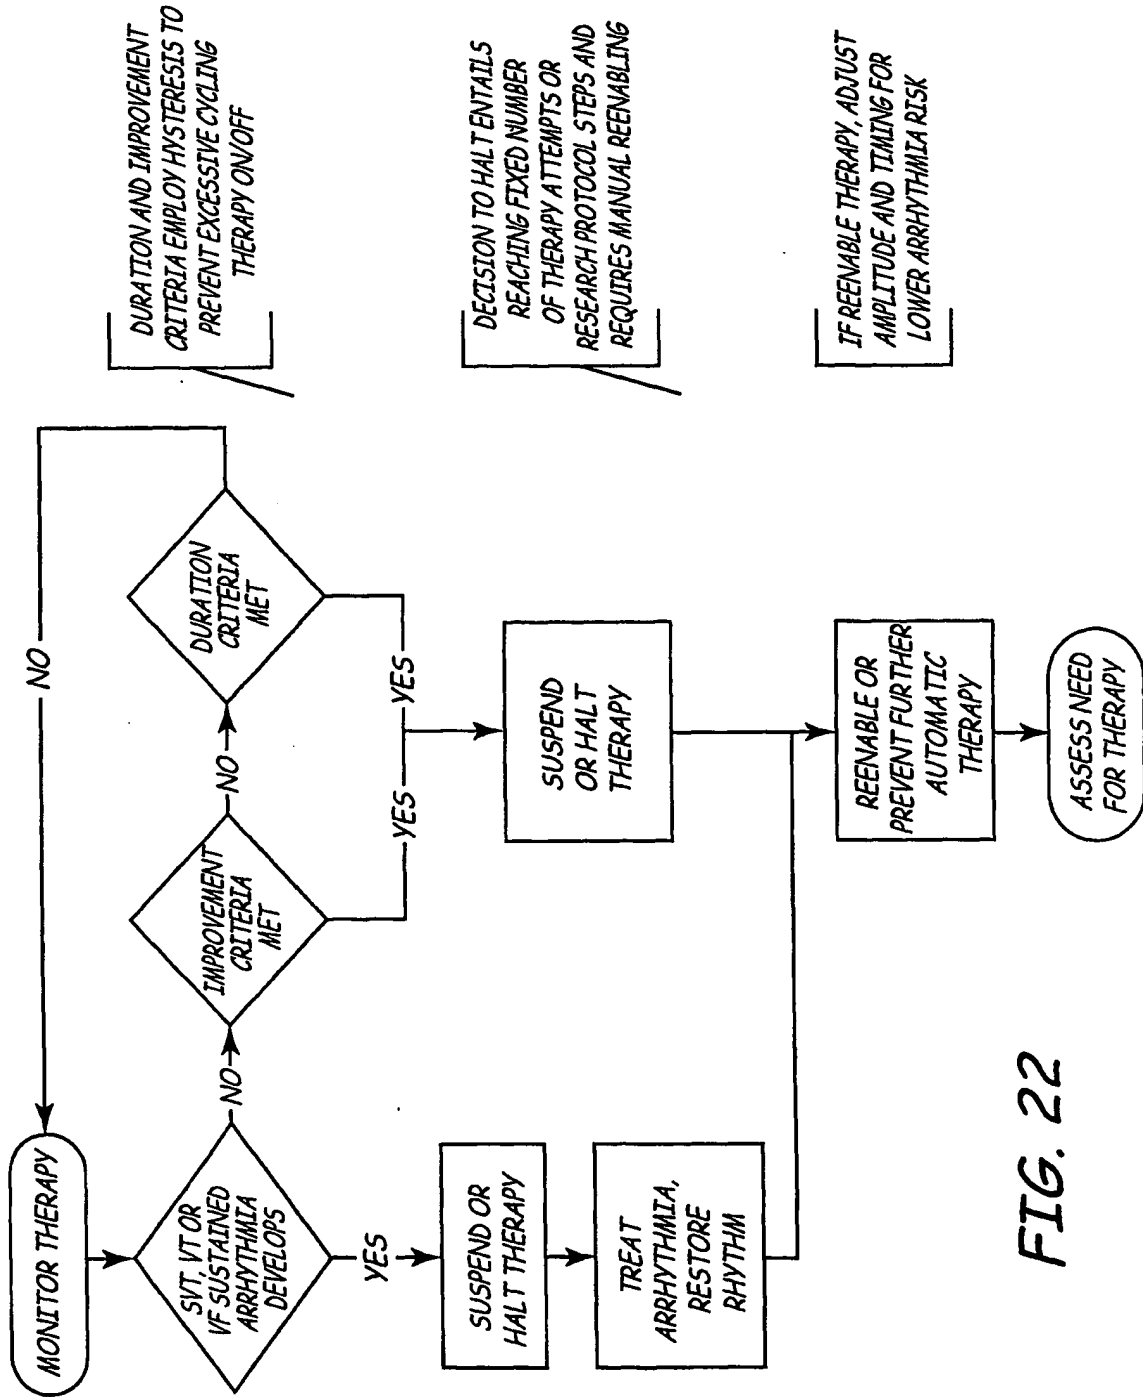 MONITOR THERAPY
NO
SVT, VT OR
VF SUSTAINED
ARRHYTHMIA
DEVELOPS
NO
IMPROVEMENT
CRITERIA
MET
NO
DURATION
CRITERIA
MET
DURATION AND IMPROVEMENT
CRITERIA EMPLOY HYSTERESIS TO
PREVENT EXCESSIVE CYCLING
THERAPY ON/OFF
YES
YES
YES
SUSPEND OR
HALT THERAPY
SUSPEND
OR HALT
THERAPY
DECISION TO HALT ENTAILS
REACHING FIXED NUMBER
OF THERAPY ATTEMPTS OR
RESEARCH PROTOCOL STEPS AND
REQUIRES MANUAL REENABLING
TREAT
ARRHYTHMIA,
RESTORE
RHYTHM
REENABLE OR
PREVENT FURTHER
AUTOMATIC
THERAPY
IF REENABLE THERAPY, ADJUST
AMPLITUDE AND TIMING FOR
LOWER ARRHYTHMIA RISK
ASSESS NEED
FOR THERAPY
FIG. 22